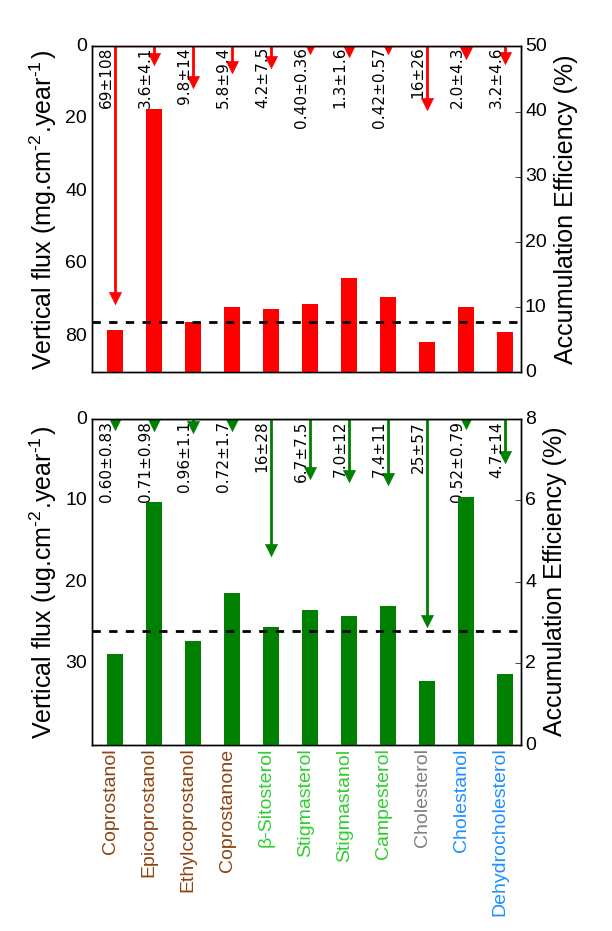 Vertical flux (mg.cm-2.year-1)
0
20
40
60
80
69±108
3.6±4.1
9.8±14
5.8±9.4
4.2±7.5
0.40±0.36
1.3±1.6
0.42±0.57
16±26
2.0±4.3
3.2±4.6
50
40
30
20
10
0
Accumulation Efficiency (%)
Vertical flux (ug.cm-2.year-1)
0
10
20
30
0.60±0.83
0.71±0.98
0.96±1.1
0.72±1.7
16±28
6.7±7.5
7.0±12
7.4±11
25±57
0.52±0.79
4.7±14
8
6
4
2
0
Accumulation Efficiency (%)
Coprostanol
Epicoprostanol
Ethylcoprostanol
Coprostanone
β-Sitosterol
Stigmasterol
Stigmastanol
Campesterol
Cholesterol
Cholestanol
Dehydrocholesterol